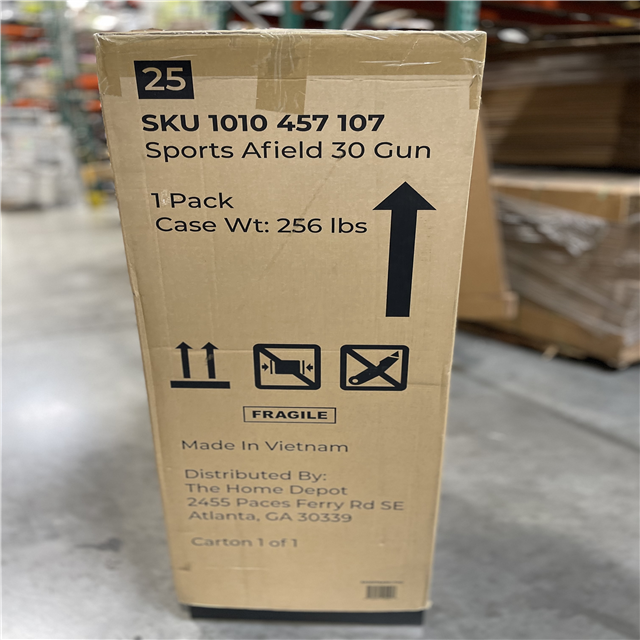 25
SKU 1010 457 107
Sports Afield 30 Gun
1 Pack
Case Wt: 256 lbs
FRAGILE
Made In Vietnam
Distributed By:
The Home Depot
2455 Paces Ferry Rd SE
Atlanta, GA 30339
Carton 1 of 1